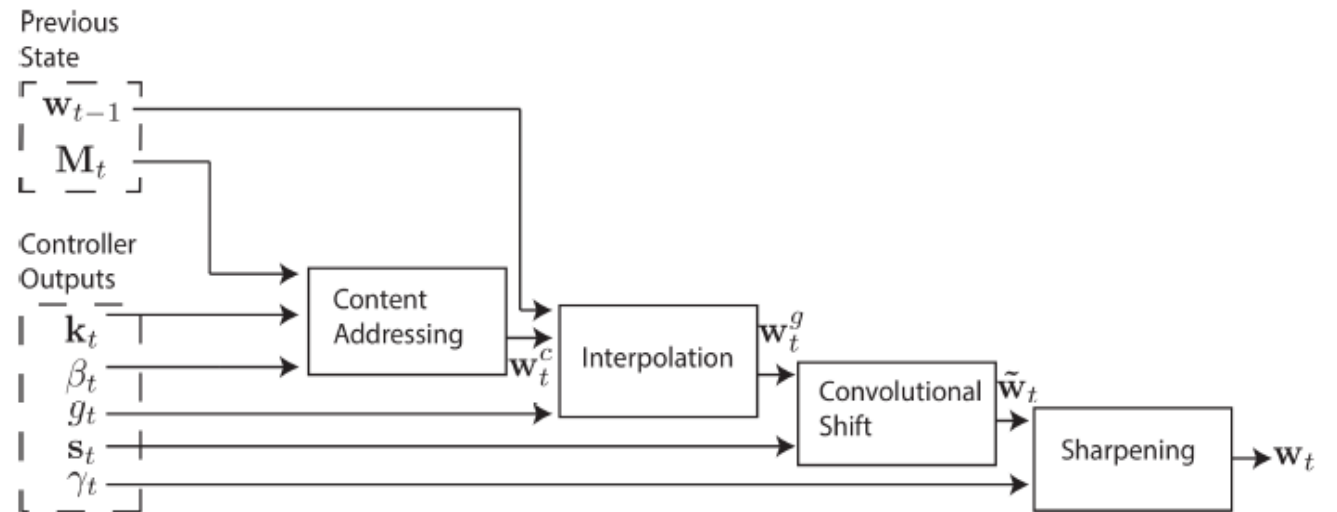 Previous
State
w_{t−1}
M_t
Controller
Outputs
k_t
β_t
g_t
s_t
γ_t
Content
Addressing
w_t^c
Interpolation
w_t^g
Convolutional
Shift
w̃_t
Sharpening
w_t